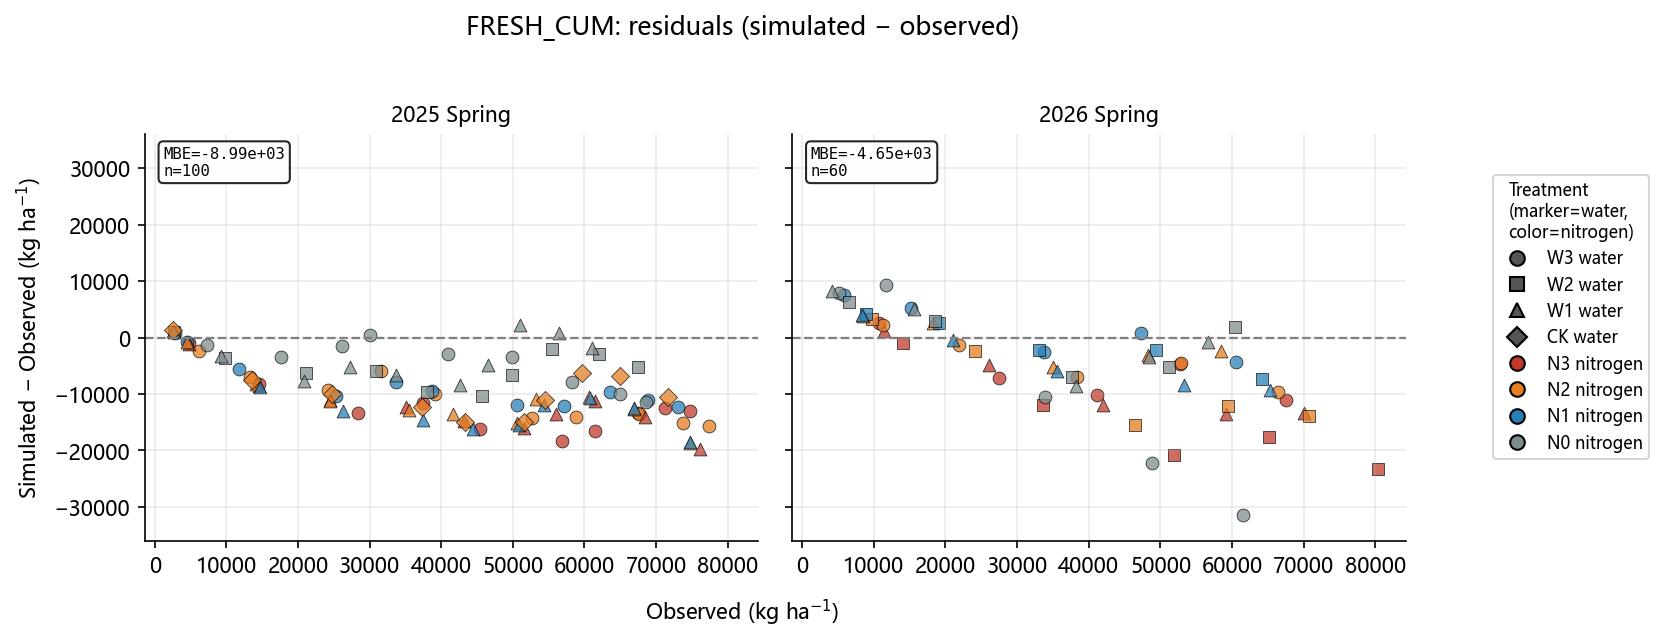 FRESH_CUM: residuals (simulated − observed)
2025 Spring
2026 Spring
MBE=-8.99e+03
n=100
MBE=-4.65e+03
n=60
30000
20000
10000
0
−10000
−20000
−30000
Simulated − Observed (kg ha⁻¹)
0 10000 20000 30000 40000 50000 60000 70000 80000
0 10000 20000 30000 40000 50000 60000 70000 80000
Observed (kg ha⁻¹)
Treatment
(marker=water,
color=nitrogen)
W3 water
W2 water
W1 water
CK water
N3 nitrogen
N2 nitrogen
N1 nitrogen
N0 nitrogen